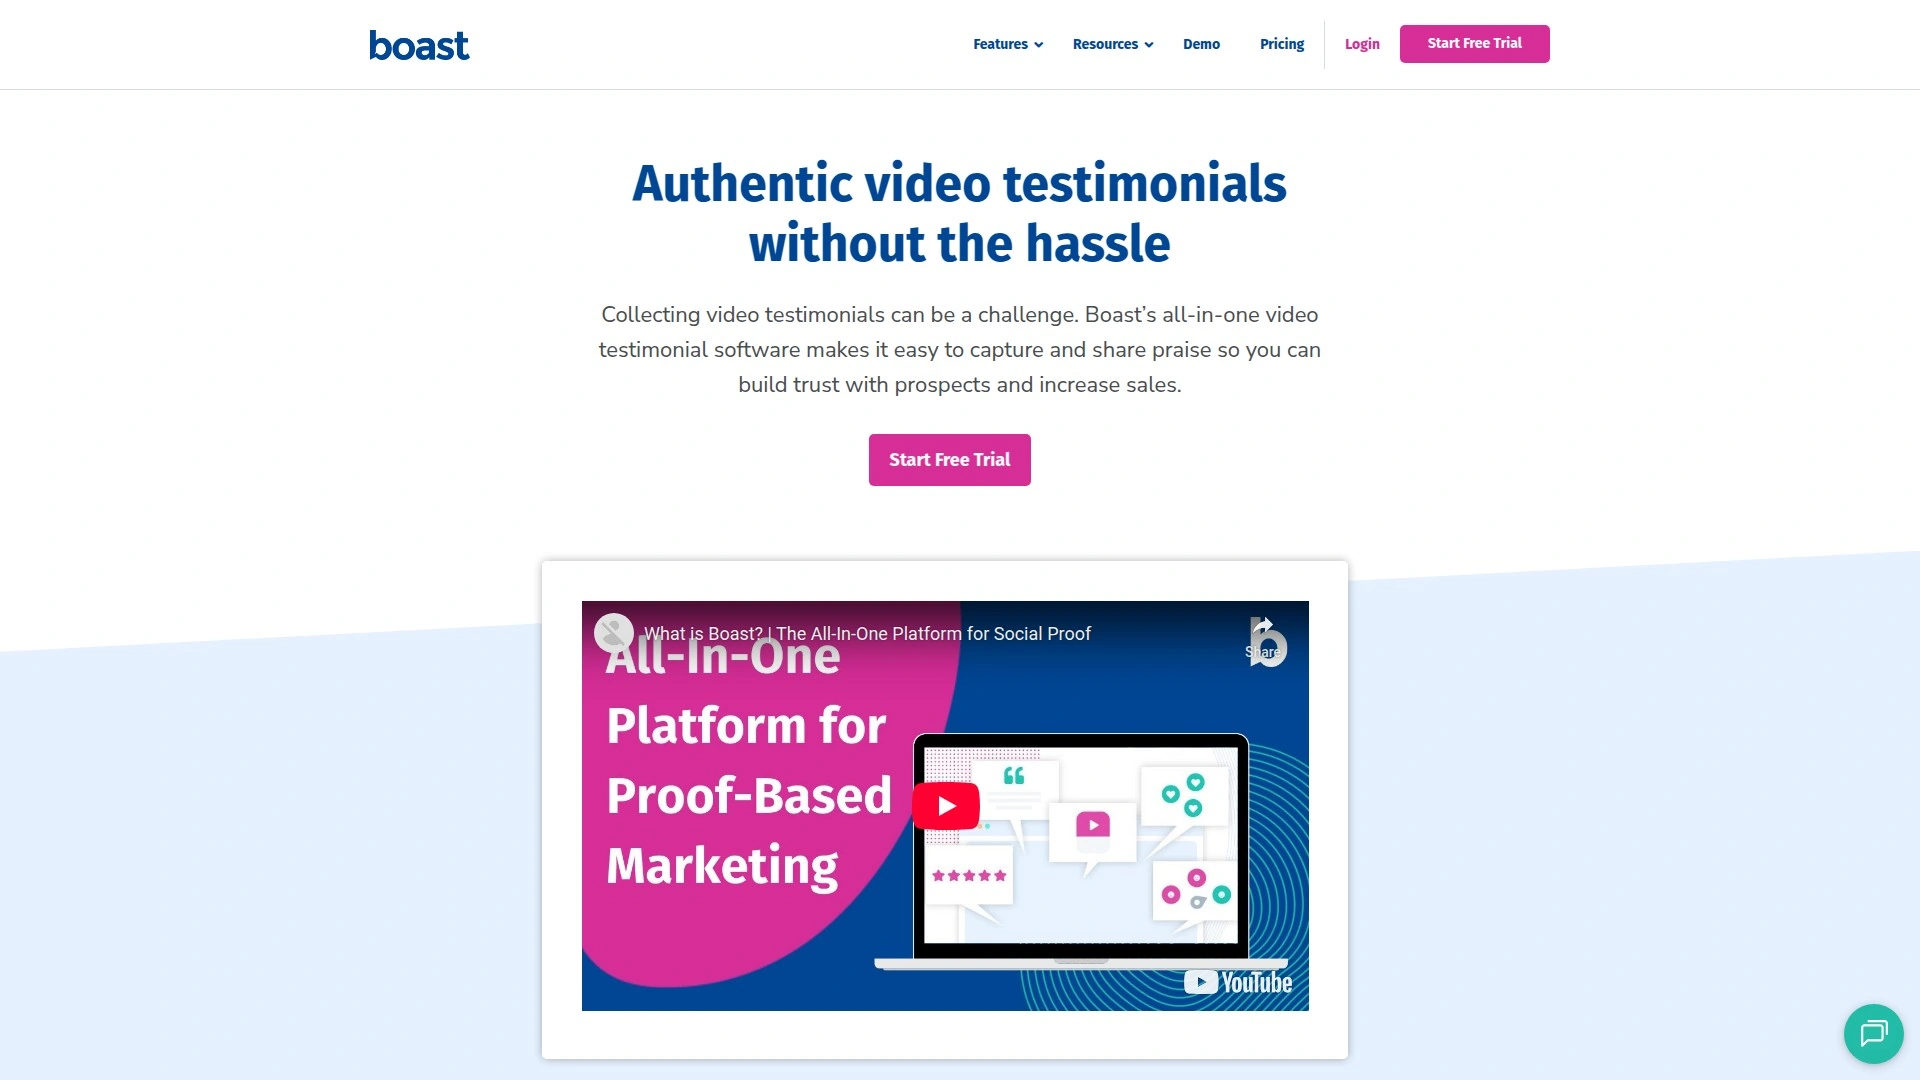 boast
Features
Resources
Demo
Pricing
Login
Start Free Trial
Authentic video testimonials
without the hassle
Collecting video testimonials can be a challenge. Boast’s all-in-one video
testimonial software makes it easy to capture and share praise so you can
build trust with prospects and increase sales.
Start Free Trial
What is Boast? | The All-In-One Platform for Social Proof
b
Share
All-In-One
Platform for
Proof-Based
Marketing
YouTube